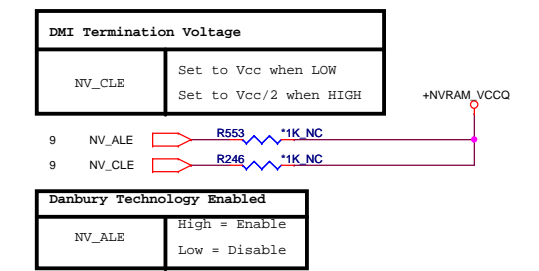 DMI Termination Voltage
NV_CLE
Set to Vcc when LOW
Set to Vcc/2 when HIGH
+NVRAM_VCCQ
9 NV_ALE R553 *1K_NC
9 NV_CLE R246 *1K_NC
Danbury Technology Enabled
NV_ALE
High = Enable
Low = Disable